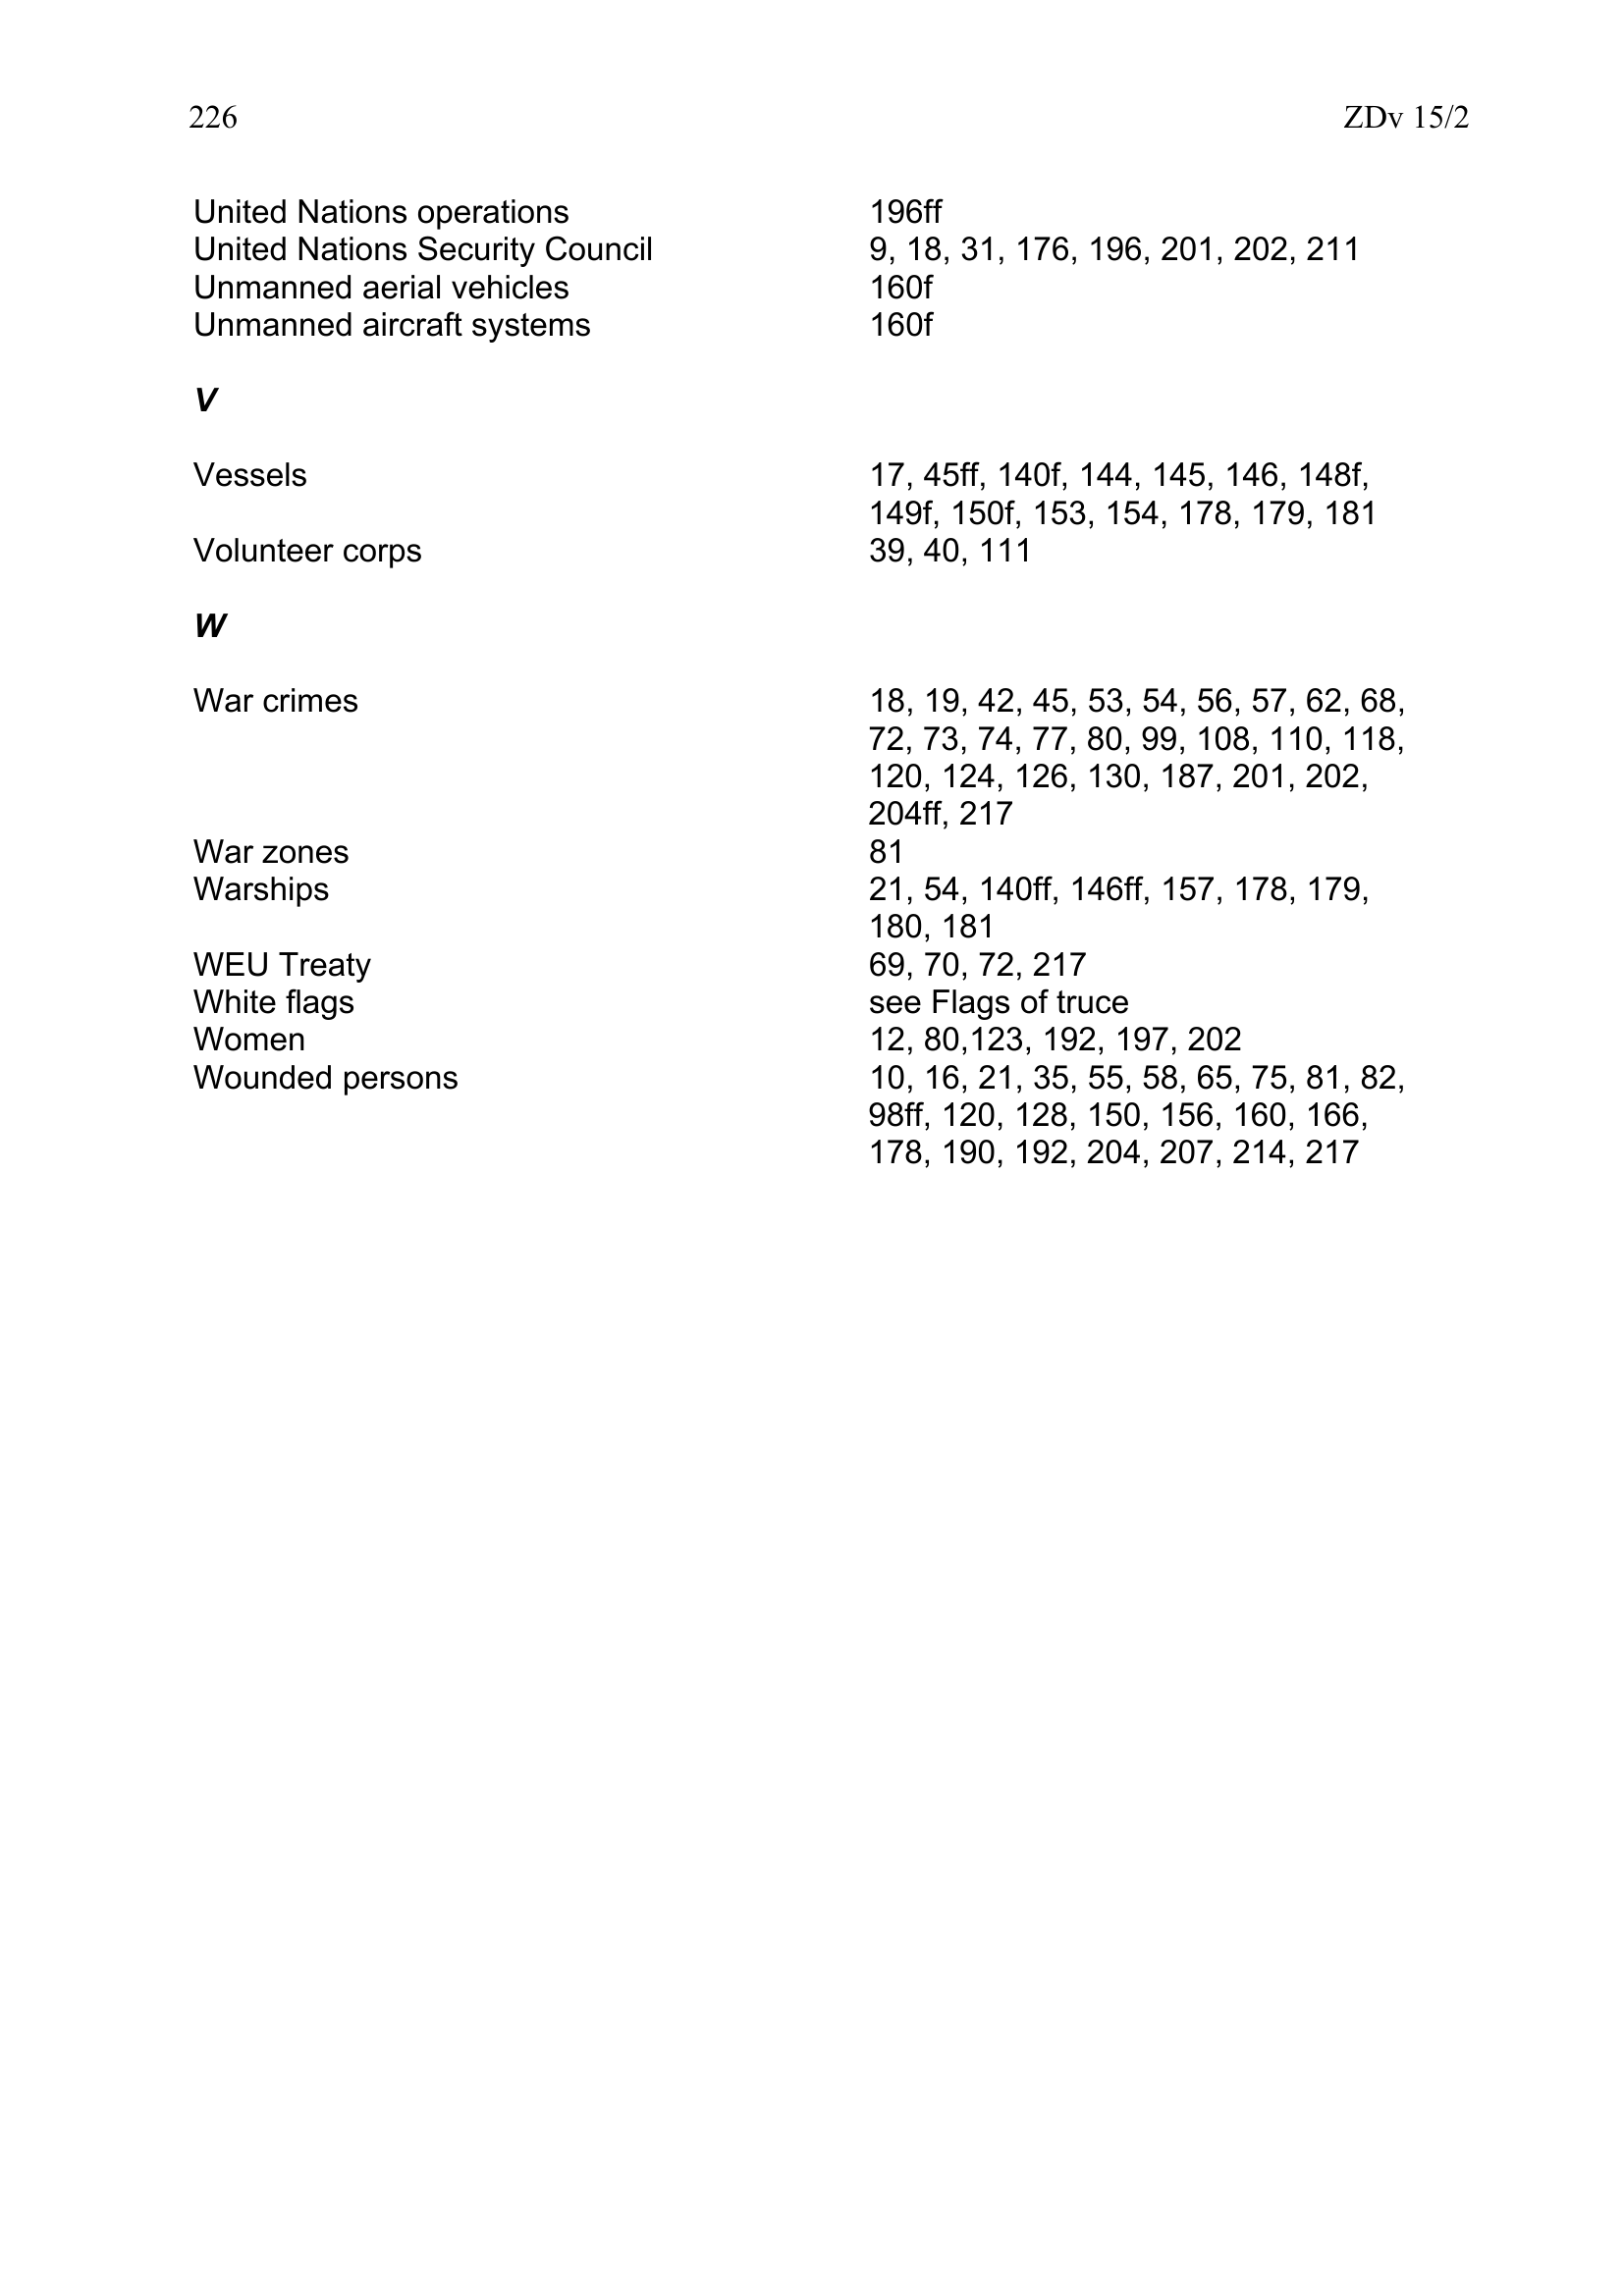 226 ZDv 15/2
United Nations operations 196ff
United Nations Security Council 9, 18, 31, 176, 196, 201, 202, 211
Unmanned aerial vehicles 160f
Unmanned aircraft systems 160f
V
Vessels 17, 45ff, 140f, 144, 145, 146, 148f,
149f, 150f, 153, 154, 178, 179, 181
Volunteer corps 39, 40, 111
W
War crimes 18, 19, 42, 45, 53, 54, 56, 57, 62, 68,
72, 73, 74, 77, 80, 99, 108, 110, 118,
120, 124, 126, 130, 187, 201, 202,
204ff, 217
War zones 81
Warships 21, 54, 140ff, 146ff, 157, 178, 179,
180, 181
WEU Treaty 69, 70, 72, 217
White flags see Flags of truce
Women 12, 80,123, 192, 197, 202
Wounded persons 10, 16, 21, 35, 55, 58, 65, 75, 81, 82,
98ff, 120, 128, 150, 156, 160, 166,
178, 190, 192, 204, 207, 214, 217